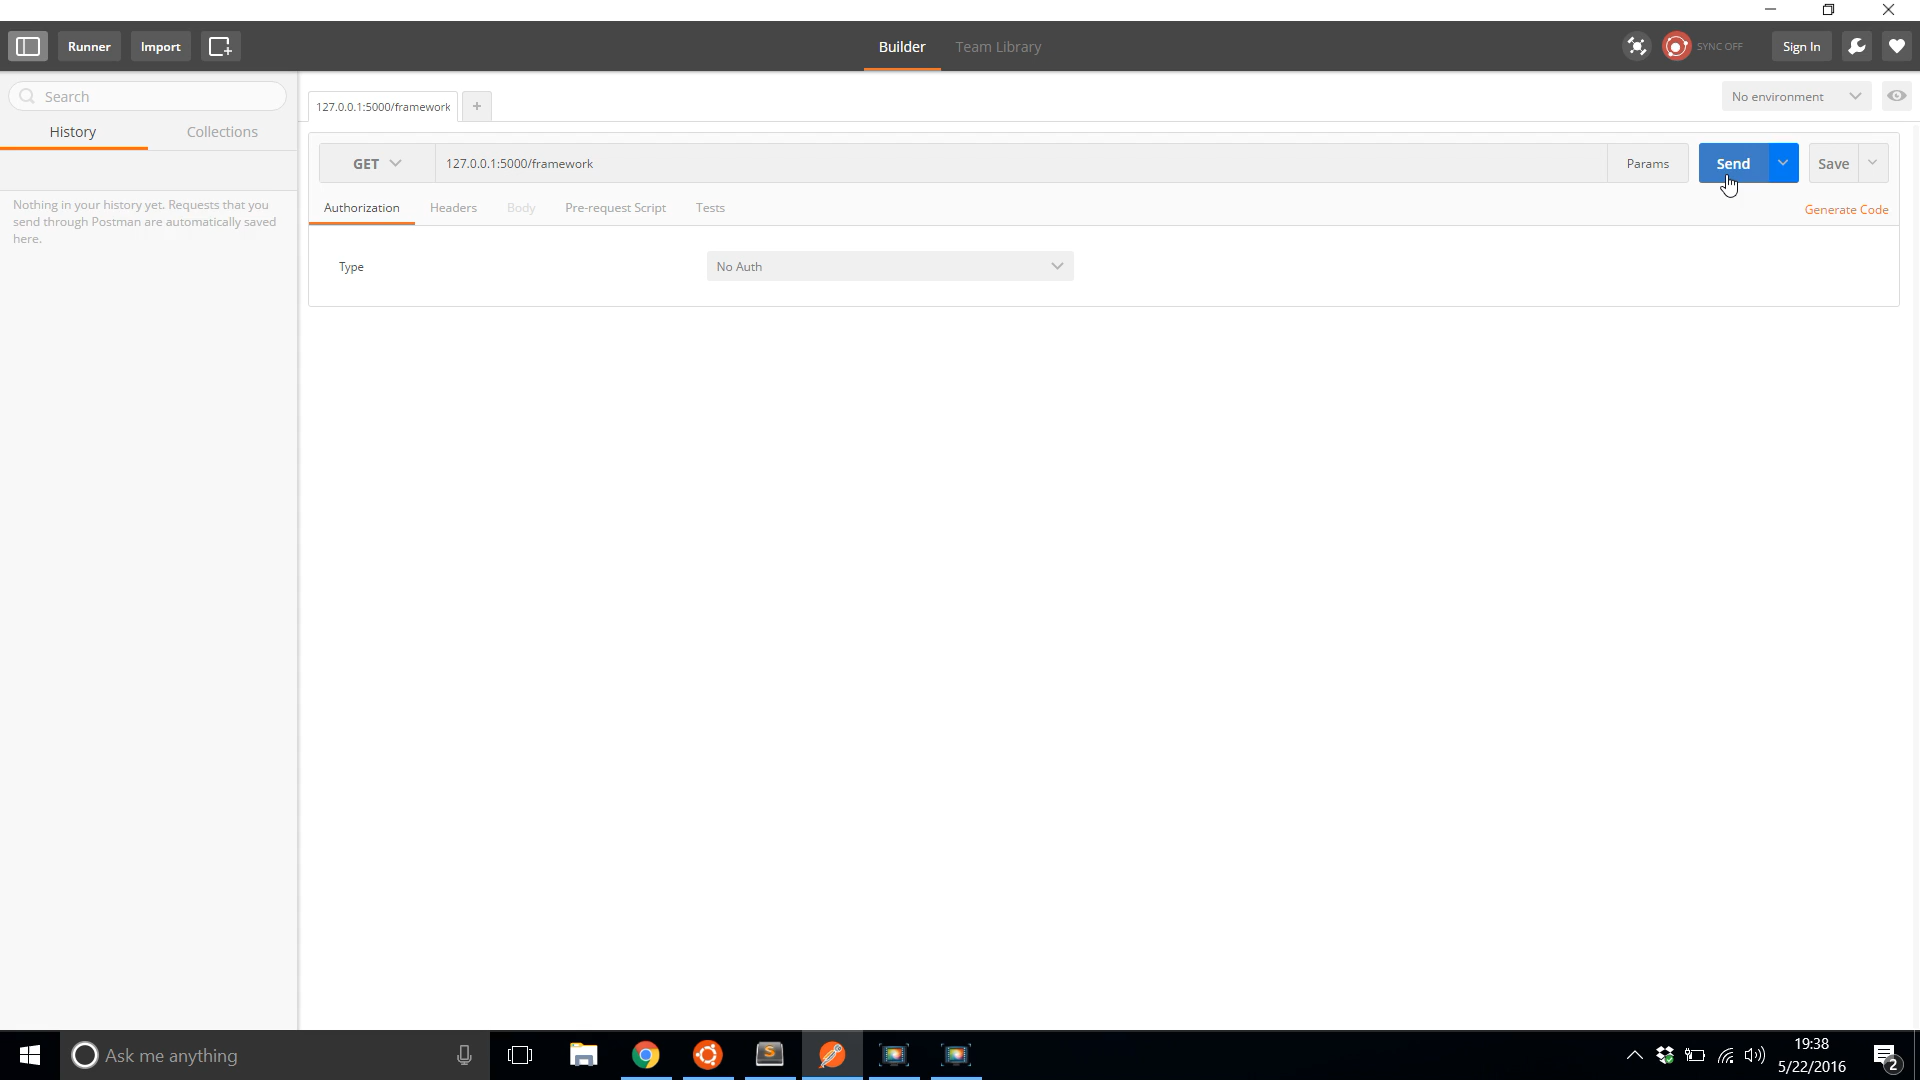 Runner
Import
Builder
Team Library
SYNC OFF
Sign In
Search
History
Collections
Nothing in your history yet. Requests that you
send through Postman are automatically saved
here.
127.0.0.1:5000/framework
+
No environment
GET
127.0.0.1:5000/framework
Params
Send
Save
Authorization
Headers
Body
Pre-request Script
Tests
Generate Code
Type
No Auth
Ask me anything
S
19:38
5/22/2016
2